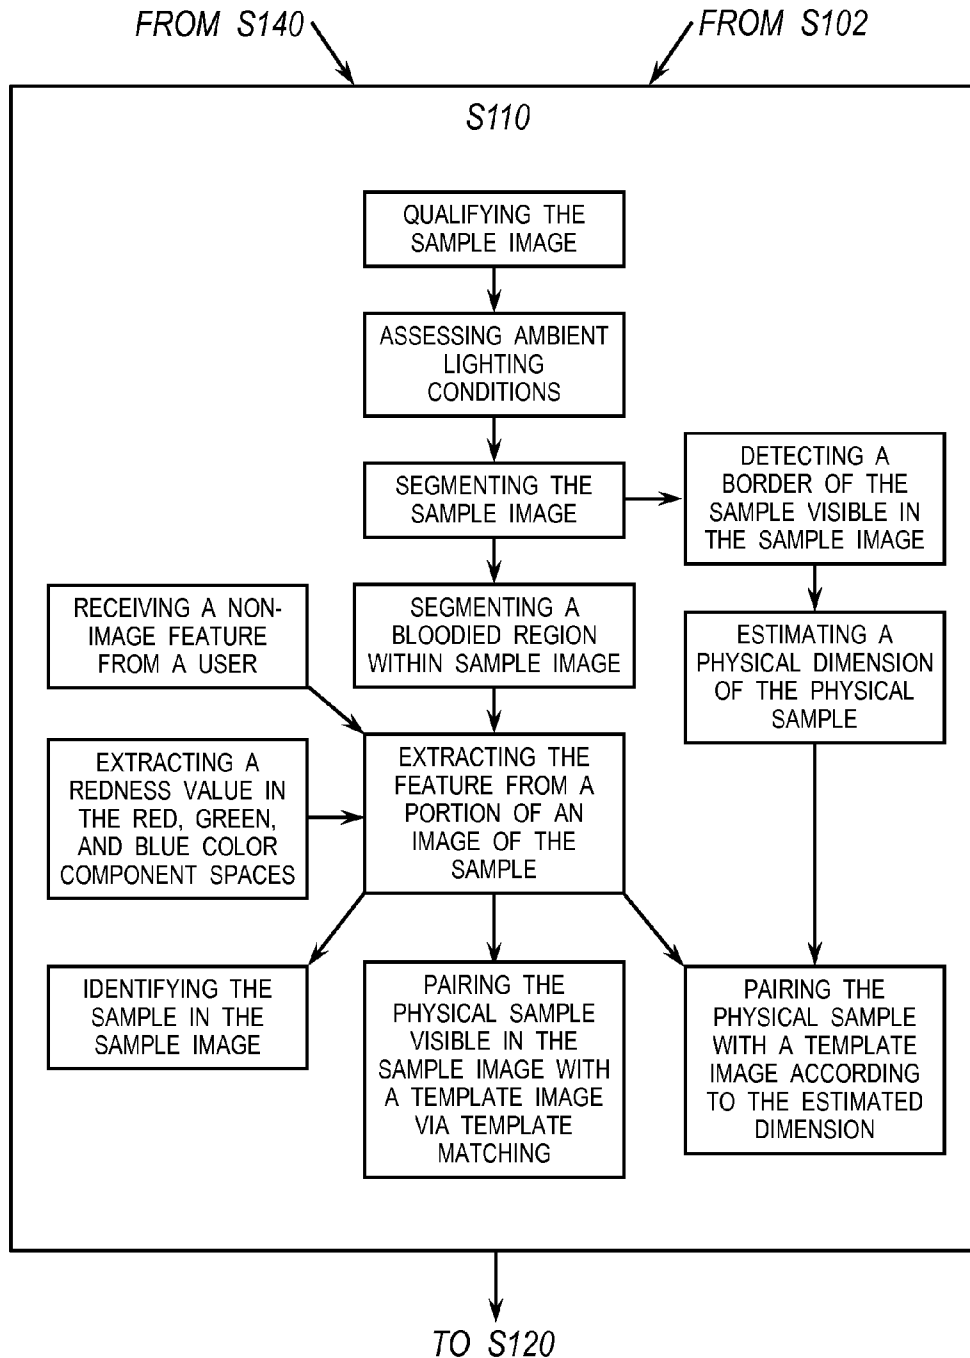 FROM S140
FROM S102
S110
QUALIFYING THE
SAMPLE IMAGE
ASSESSING AMBIENT
LIGHTING
CONDITIONS
SEGMENTING THE
SAMPLE IMAGE
DETECTING A
BORDER OF THE
SAMPLE VISIBLE IN
THE SAMPLE IMAGE
RECEIVING A NON-
IMAGE FEATURE
FROM A USER
SEGMENTING A
BLOODIED REGION
WITHIN SAMPLE IMAGE
ESTIMATING A
PHYSICAL DIMENSION
OF THE PHYSICAL
SAMPLE
EXTRACTING A
REDNESS VALUE IN
THE RED, GREEN,
AND BLUE COLOR
COMPONENT SPACES
EXTRACTING THE
FEATURE FROM A
PORTION OF AN
IMAGE OF THE
SAMPLE
IDENTIFYING THE
SAMPLE IN THE
SAMPLE IMAGE
PAIRING THE
PHYSICAL SAMPLE
VISIBLE IN THE
SAMPLE IMAGE WITH
A TEMPLATE IMAGE
VIA TEMPLATE
MATCHING
PAIRING THE
PHYSICAL SAMPLE
WITH A TEMPLATE
IMAGE ACCORDING
TO THE ESTIMATED
DIMENSION
TO S120